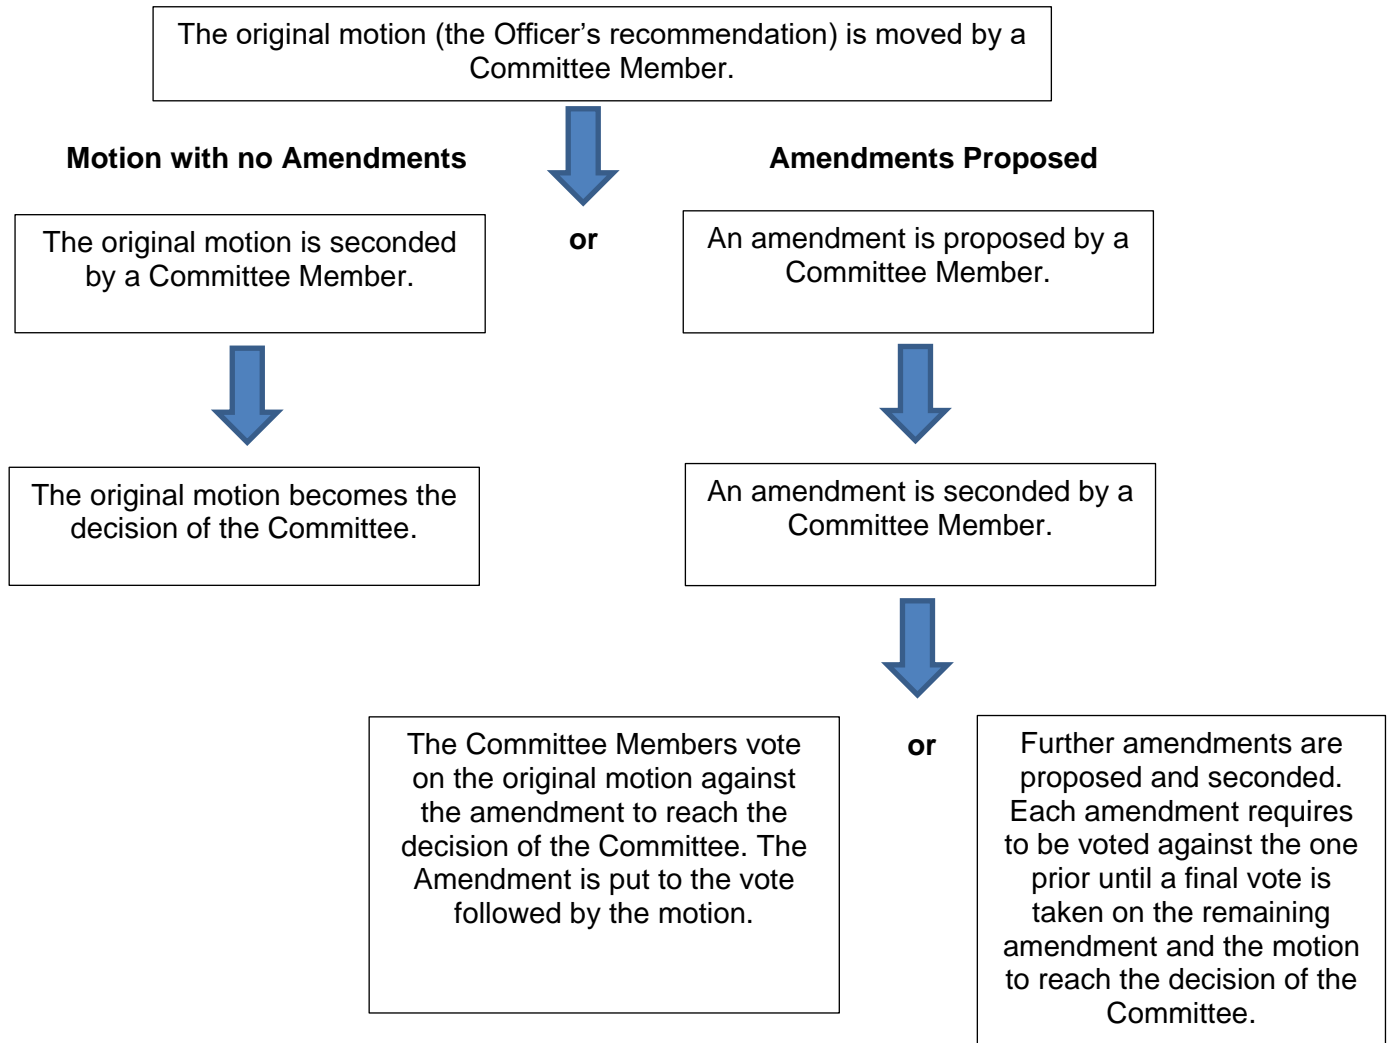 The original motion (the Officer’s recommendation) is moved by a
Committee Member.
Motion with no Amendments
Amendments Proposed
The original motion is seconded
by a Committee Member.
or
An amendment is proposed by a
Committee Member.
The original motion becomes the
decision of the Committee.
An amendment is seconded by a
Committee Member.
The Committee Members vote
on the original motion against
the amendment to reach the
decision of the Committee. The
Amendment is put to the vote
followed by the motion.
or
Further amendments are
proposed and seconded.
Each amendment requires
to be voted against the one
prior until a final vote is
taken on the remaining
amendment and the motion
to reach the decision of the
Committee.